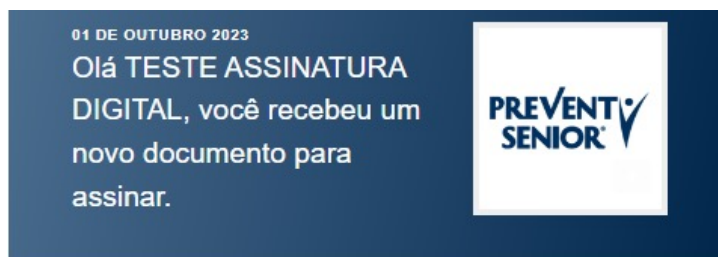 01 DE OUTUBRO 2023
Olá TESTE ASSINATURA
DIGITAL, você recebeu um
novo documento para
assinar.
PREVENT
SENIOR®